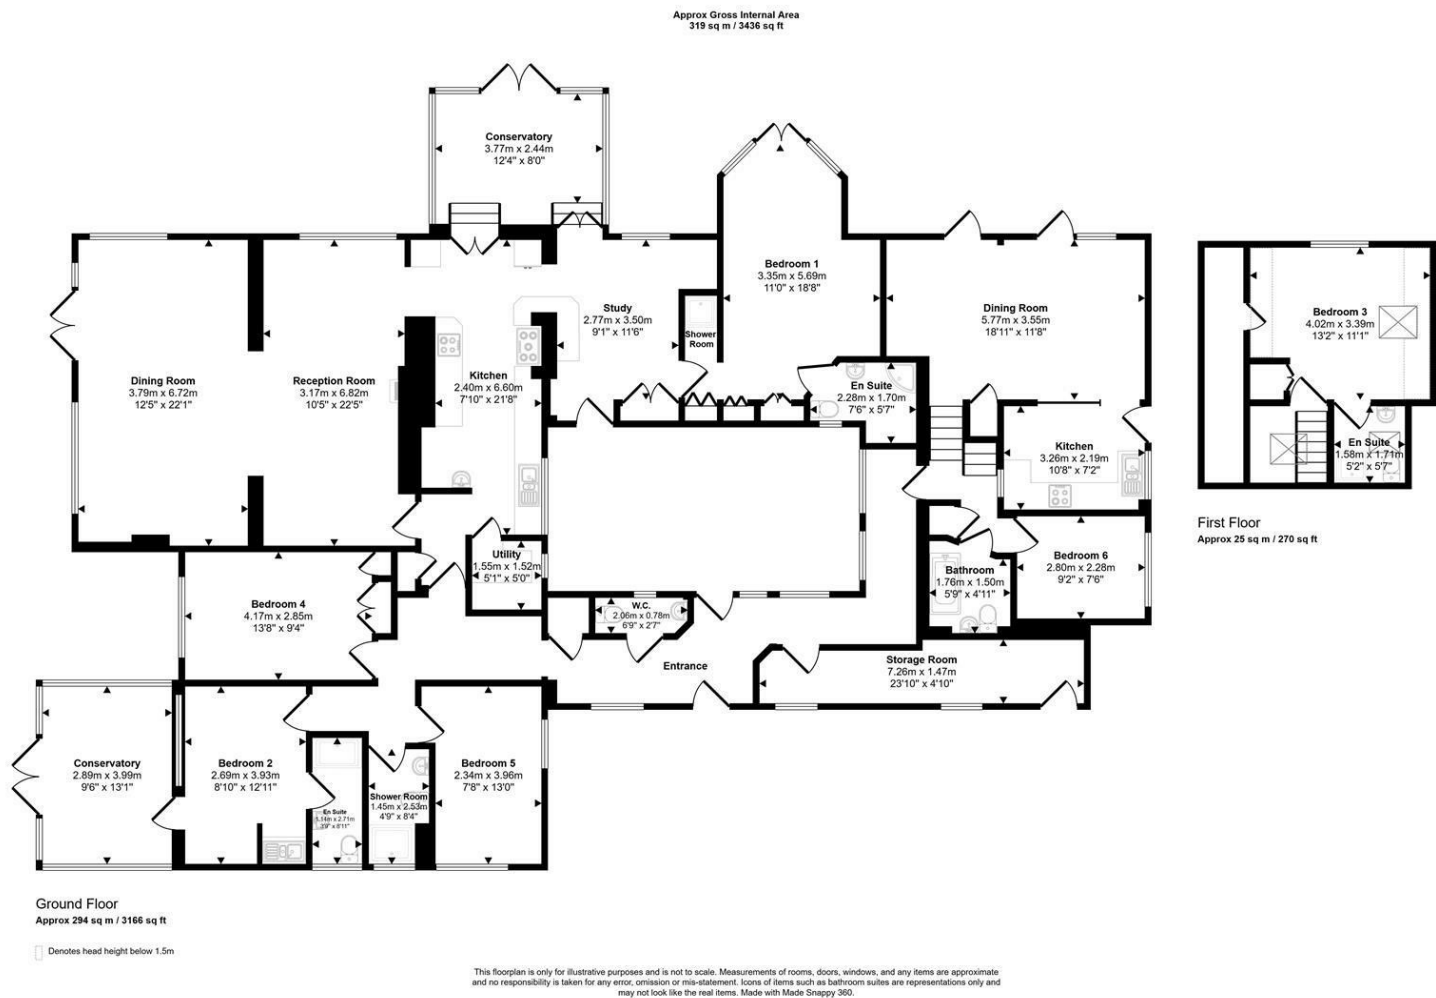 Approx Gross Internal Area
319 sq m / 3436 sq ft
Conservatory
3.77m x 2.44m
12'4" x 8'0"
Bedroom 1
3.35m x 5.69m
11'0" x 18'8"
Dining Room
5.77m x 3.55m
18'11" x 11'8"
Study
2.77m x 3.50m
9'1" x 11'6"
Shower
Room
Dining Room
3.79m x 6.72m
12'5" x 22'1"
Reception Room
3.17m x 6.82m
10'5" x 22'5"
Kitchen
2.40m x 6.60m
7'10" x 21'8"
En Suite
2.28m x 1.70m
7'6" x 5'7"
Kitchen
3.26m x 2.19m
10'8" x 7'2"
Bedroom 3
4.02m x 3.39m
13'2" x 11'1"
En Suite
1.58m x 1.71m
5'2" x 5'7"
First Floor
Approx 25 sq m / 270 sq ft
Utility
1.55m x 1.52m
5'1" x 5'0"
Bathroom
1.76m x 1.50m
5'9" x 4'11"
Bedroom 6
2.80m x 2.28m
9'2" x 7'6"
Bedroom 4
4.17m x 2.85m
13'8" x 9'4"
W.C.
2.06m x 0.78m
6'9" x 2'7"
Entrance
Storage Room
7.26m x 1.47m
23'10" x 4'10"
Conservatory
2.89m x 3.99m
9'6" x 13'1"
Bedroom 2
2.69m x 3.93m
8'10" x 12'11"
En Suite
1.14m x 2.71m
3'9" x 8'11"
Shower Room
1.45m x 2.53m
4'9" x 8'4"
Bedroom 5
2.34m x 3.96m
7'8" x 13'0"
Ground Floor
Approx 294 sq m / 3166 sq ft
Denotes head height below 1.5m
This floorplan is only for illustrative purposes and is not to scale. Measurements of rooms, doors, windows, and any items are approximate
and no responsibility is taken for any error, omission or mis-statement. Icons of items such as bathroom suites are representations only and
may not look like the real items. Made with Made Snappy 360.